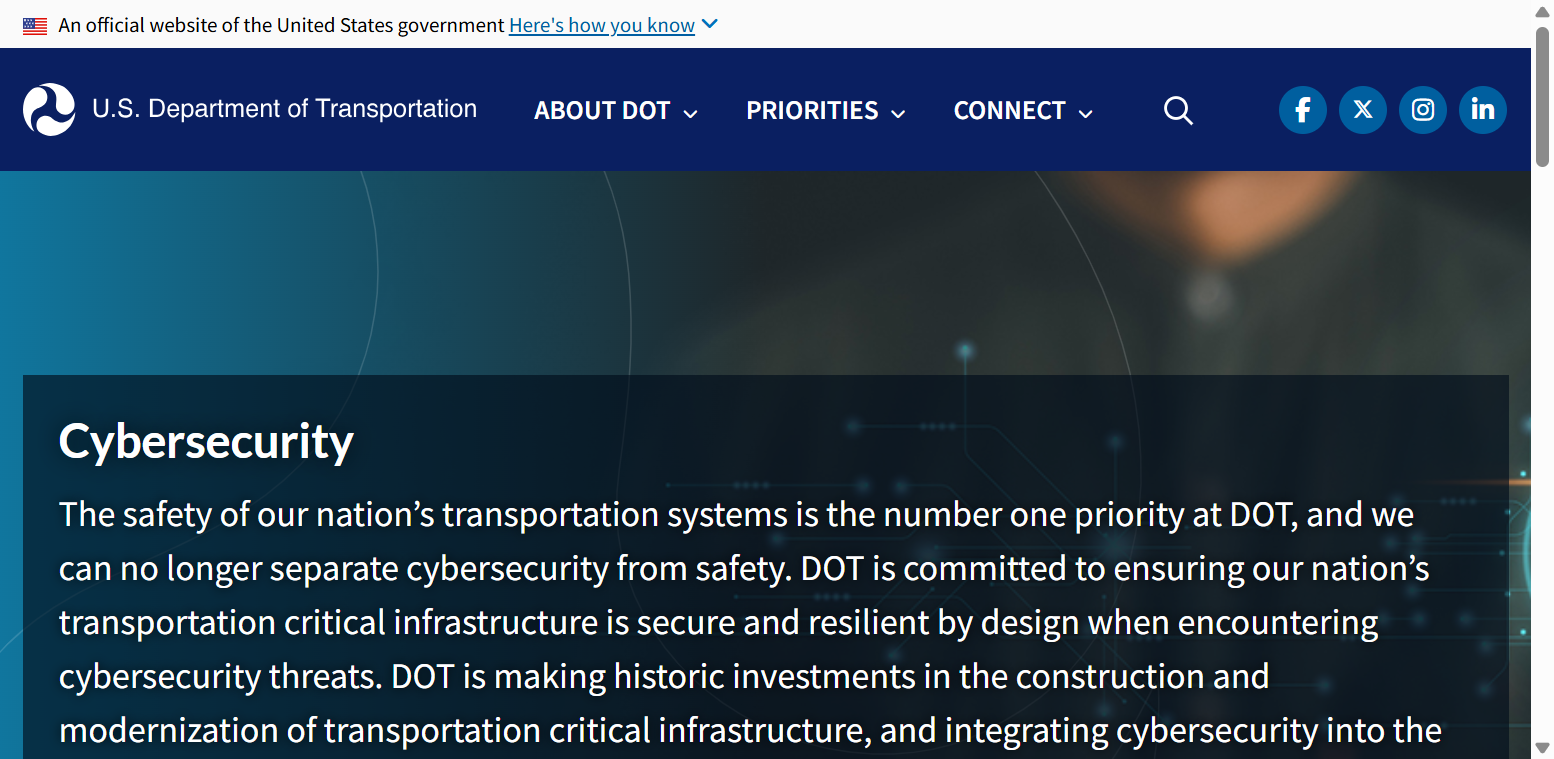 An official website of the United States government Here's how you know
U.S. Department of Transportation ABOUT DOT PRIORITIES CONNECT
Cybersecurity
The safety of our nation’s transportation systems is the number one priority at DOT, and we
can no longer separate cybersecurity from safety. DOT is committed to ensuring our nation’s
transportation critical infrastructure is secure and resilient by design when encountering
cybersecurity threats. DOT is making historic investments in the construction and
modernization of transportation critical infrastructure, and integrating cybersecurity into the